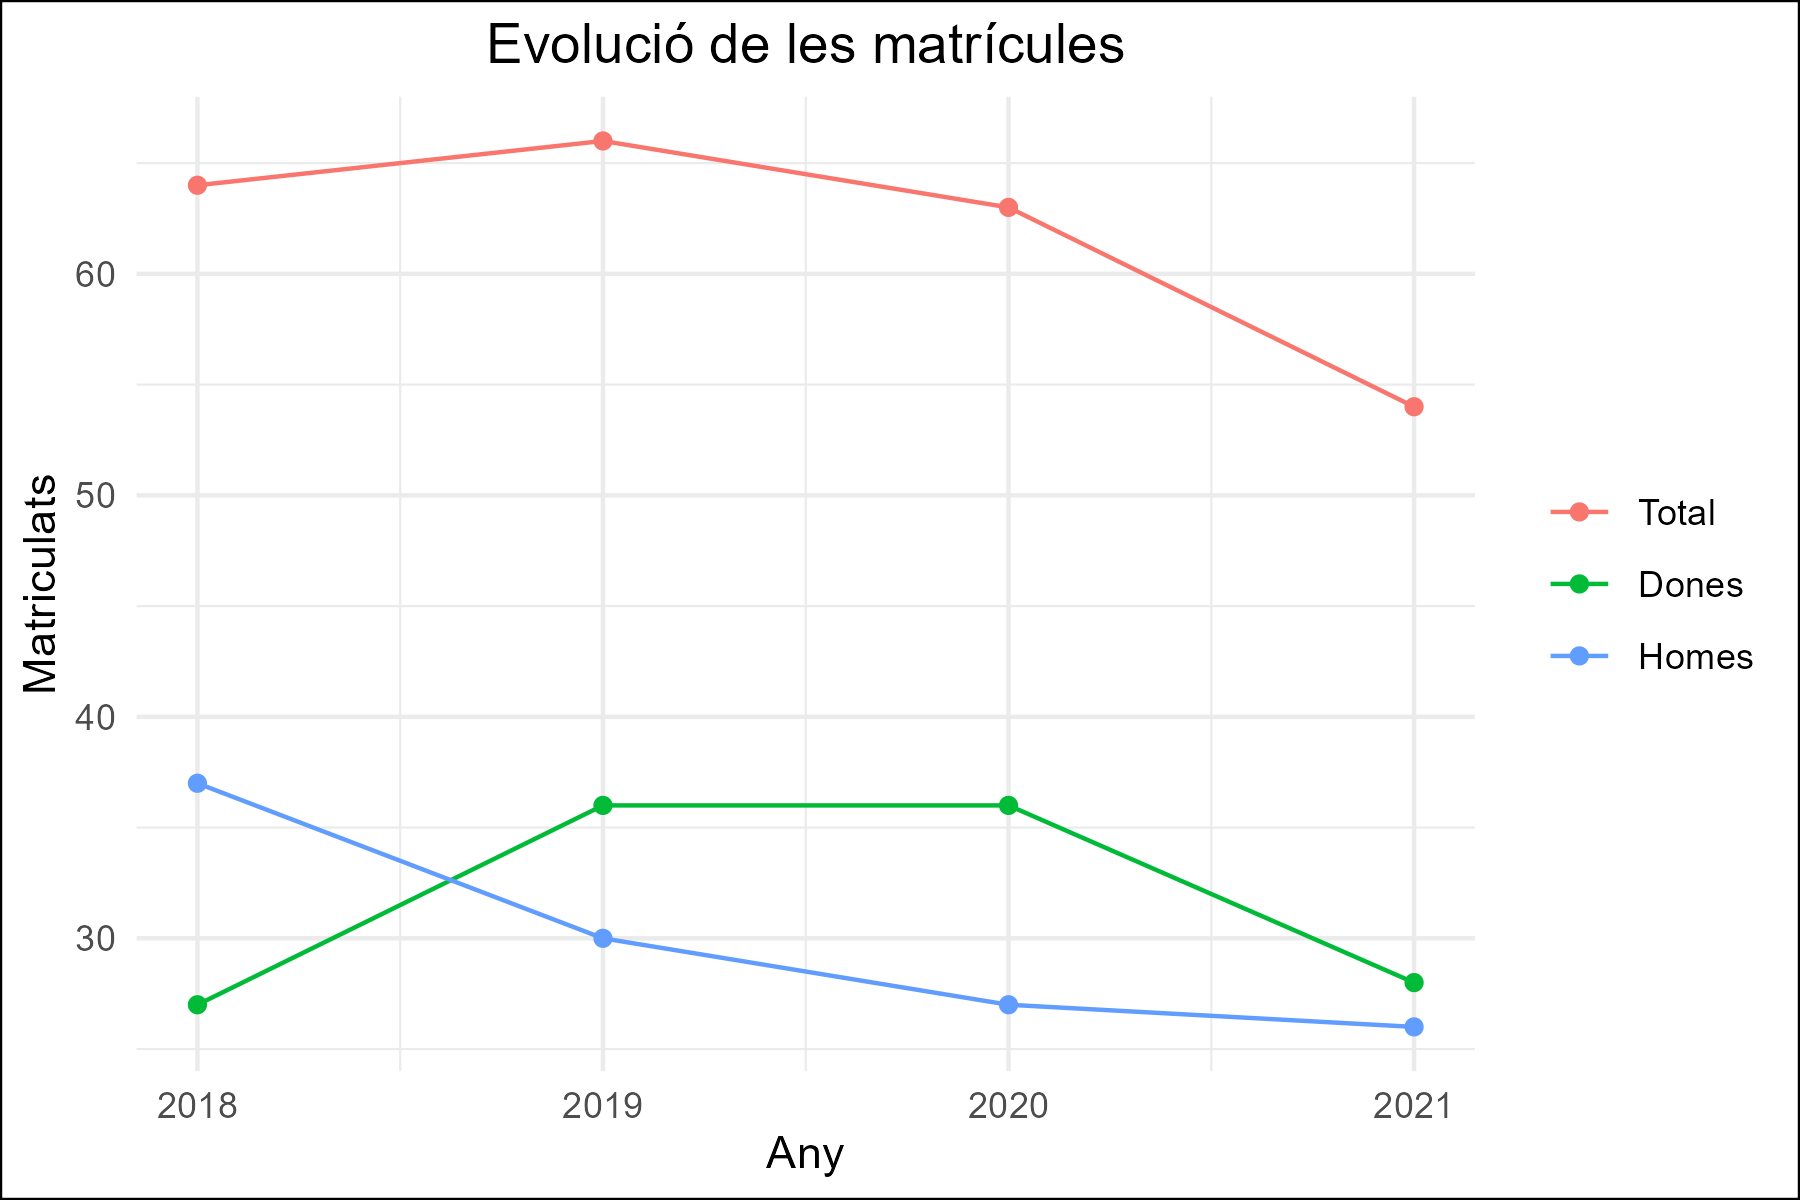 Evolució de les matrícules
Matriculats
60
50
40
30
2018
2019
2020
2021
Any
Total
Dones
Homes